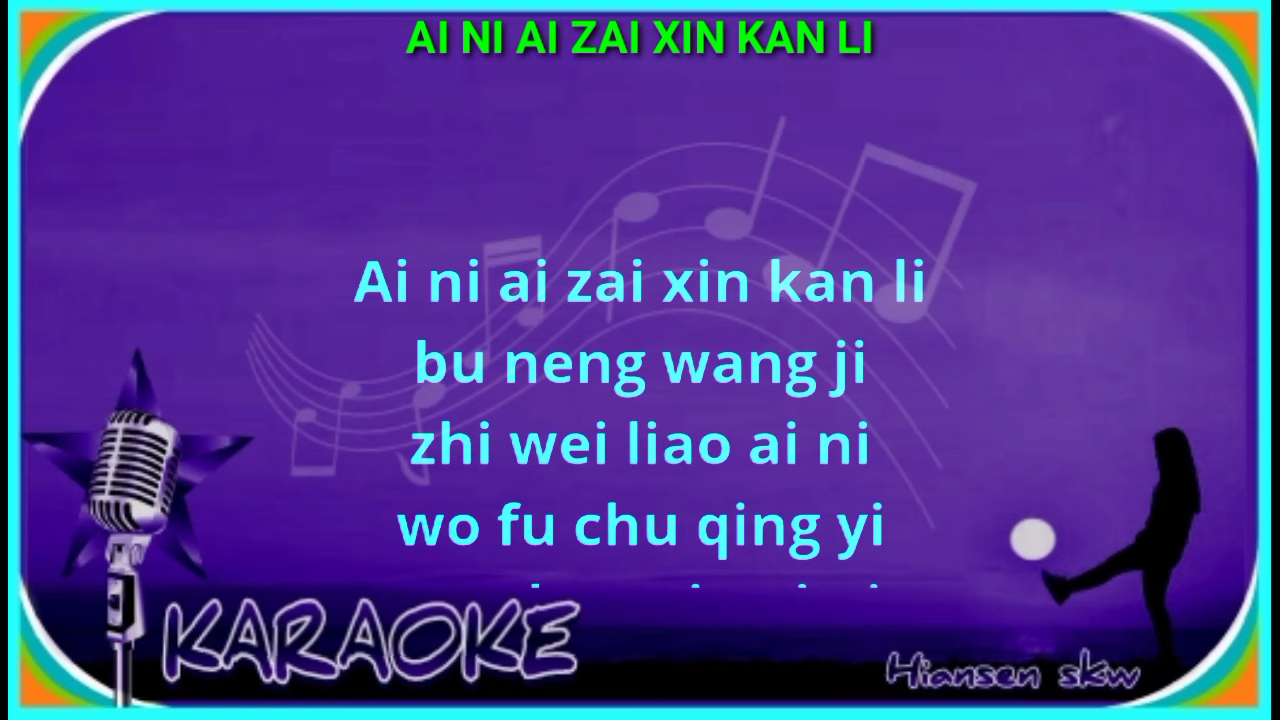 AI NI AI ZAI XIN KAN LI
Ai ni ai zai xin kan li
bu neng wang ji
zhi wei liao ai ni
wo fu chu qing yi
KARAOKE
Hiansen skw